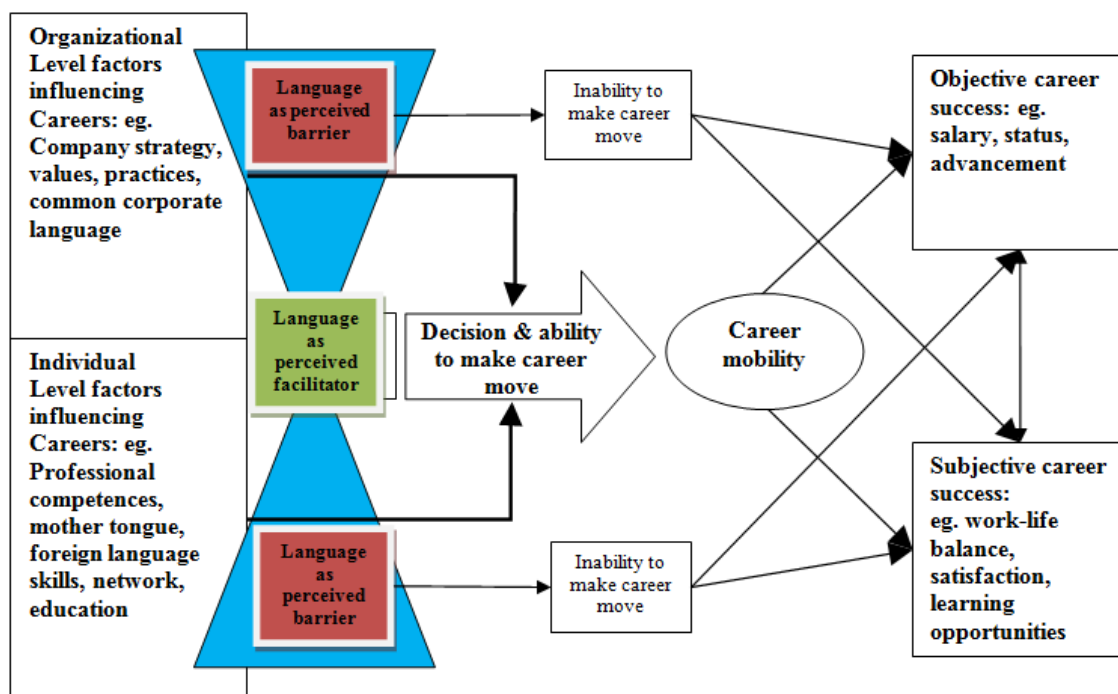 Organizational
Level factors
influencing
Careers: eg.
Company strategy,
values, practices,
common corporate
language
Language
as perceived
barrier
Inability to
make career
move
Objective career
success: eg.
salary, status,
advancement
Language
as
perceived
facilitator
Decision & ability
to make career
move
Career
mobility
Individual
Level factors
influencing
Careers: eg.
Professional
competences,
mother tongue,
foreign language
skills, network,
education
Language
as
perceived
barrier
Inability to
make career
move
Subjective career
success:
eg. work-life
balance,
satisfaction,
learning
opportunities